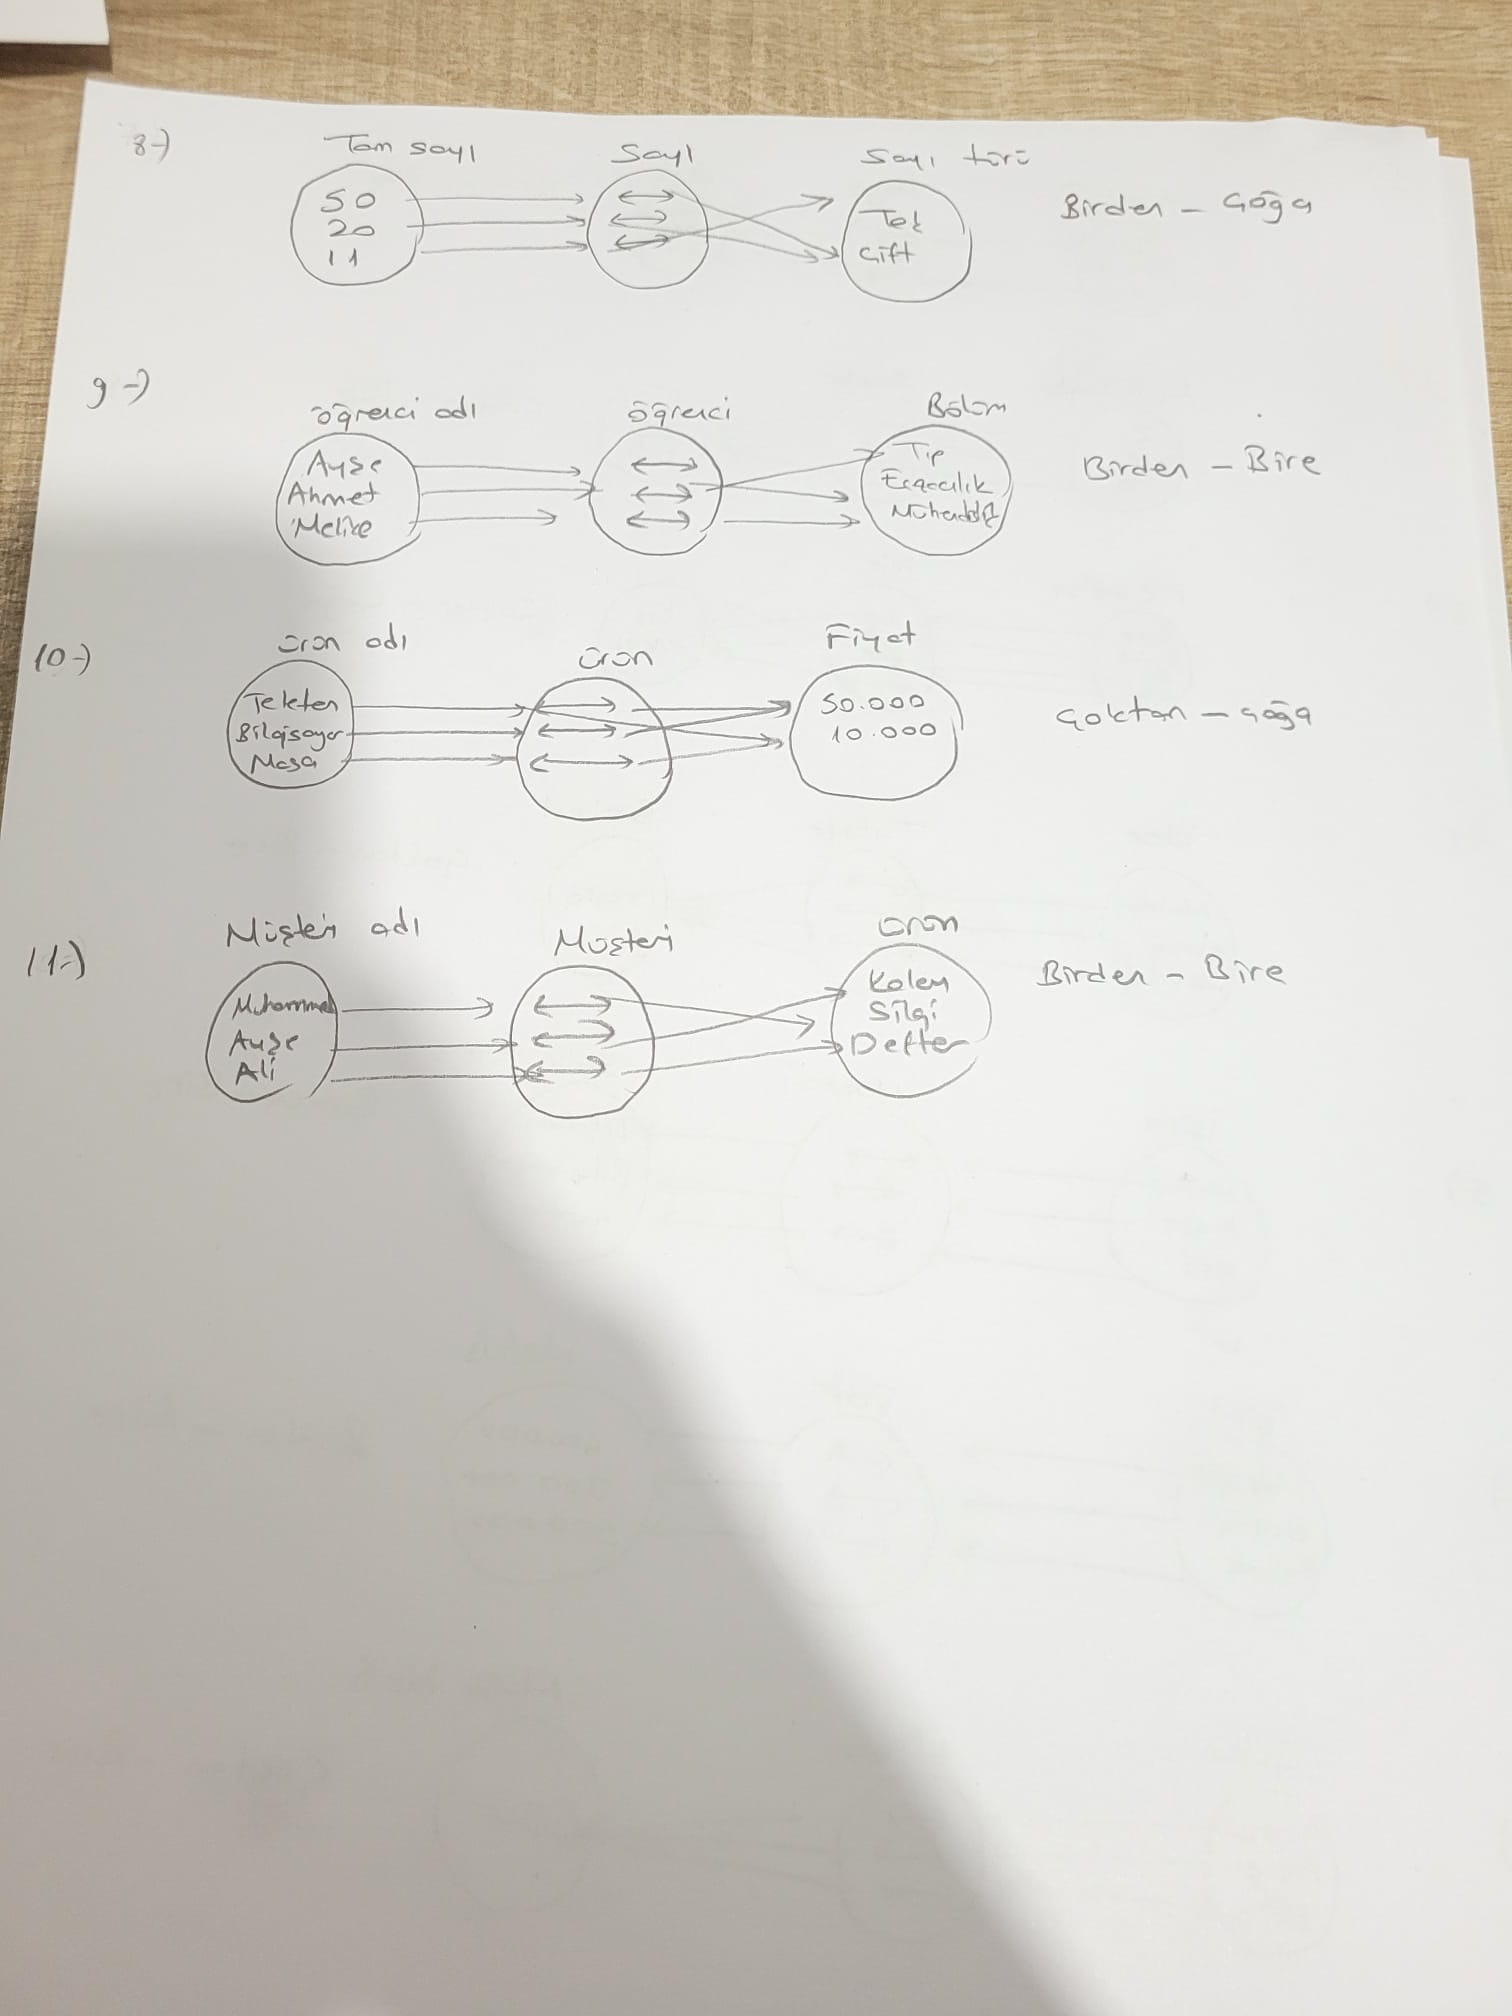 8-)
Tam sayı Sayı Sayı türü
50
20
11
Tek
Çift
Birden - Çoğa
9-)
Öğrenci adı Öğrenci Bölüm
Ayşe
Ahmet
Melike
Tıp
Eczacılık
Birden - Bire
10-)
Ürün adı Ürün Fiyat
Telefon
Bilgisayar
Masa
50.000
10.000
Çoktan - Çoğa
11-)
Müşteri adı Müşteri Ürün
Muhammed
Ayşe
Ali
Kalem
Silgi
Defter
Birden - Bire